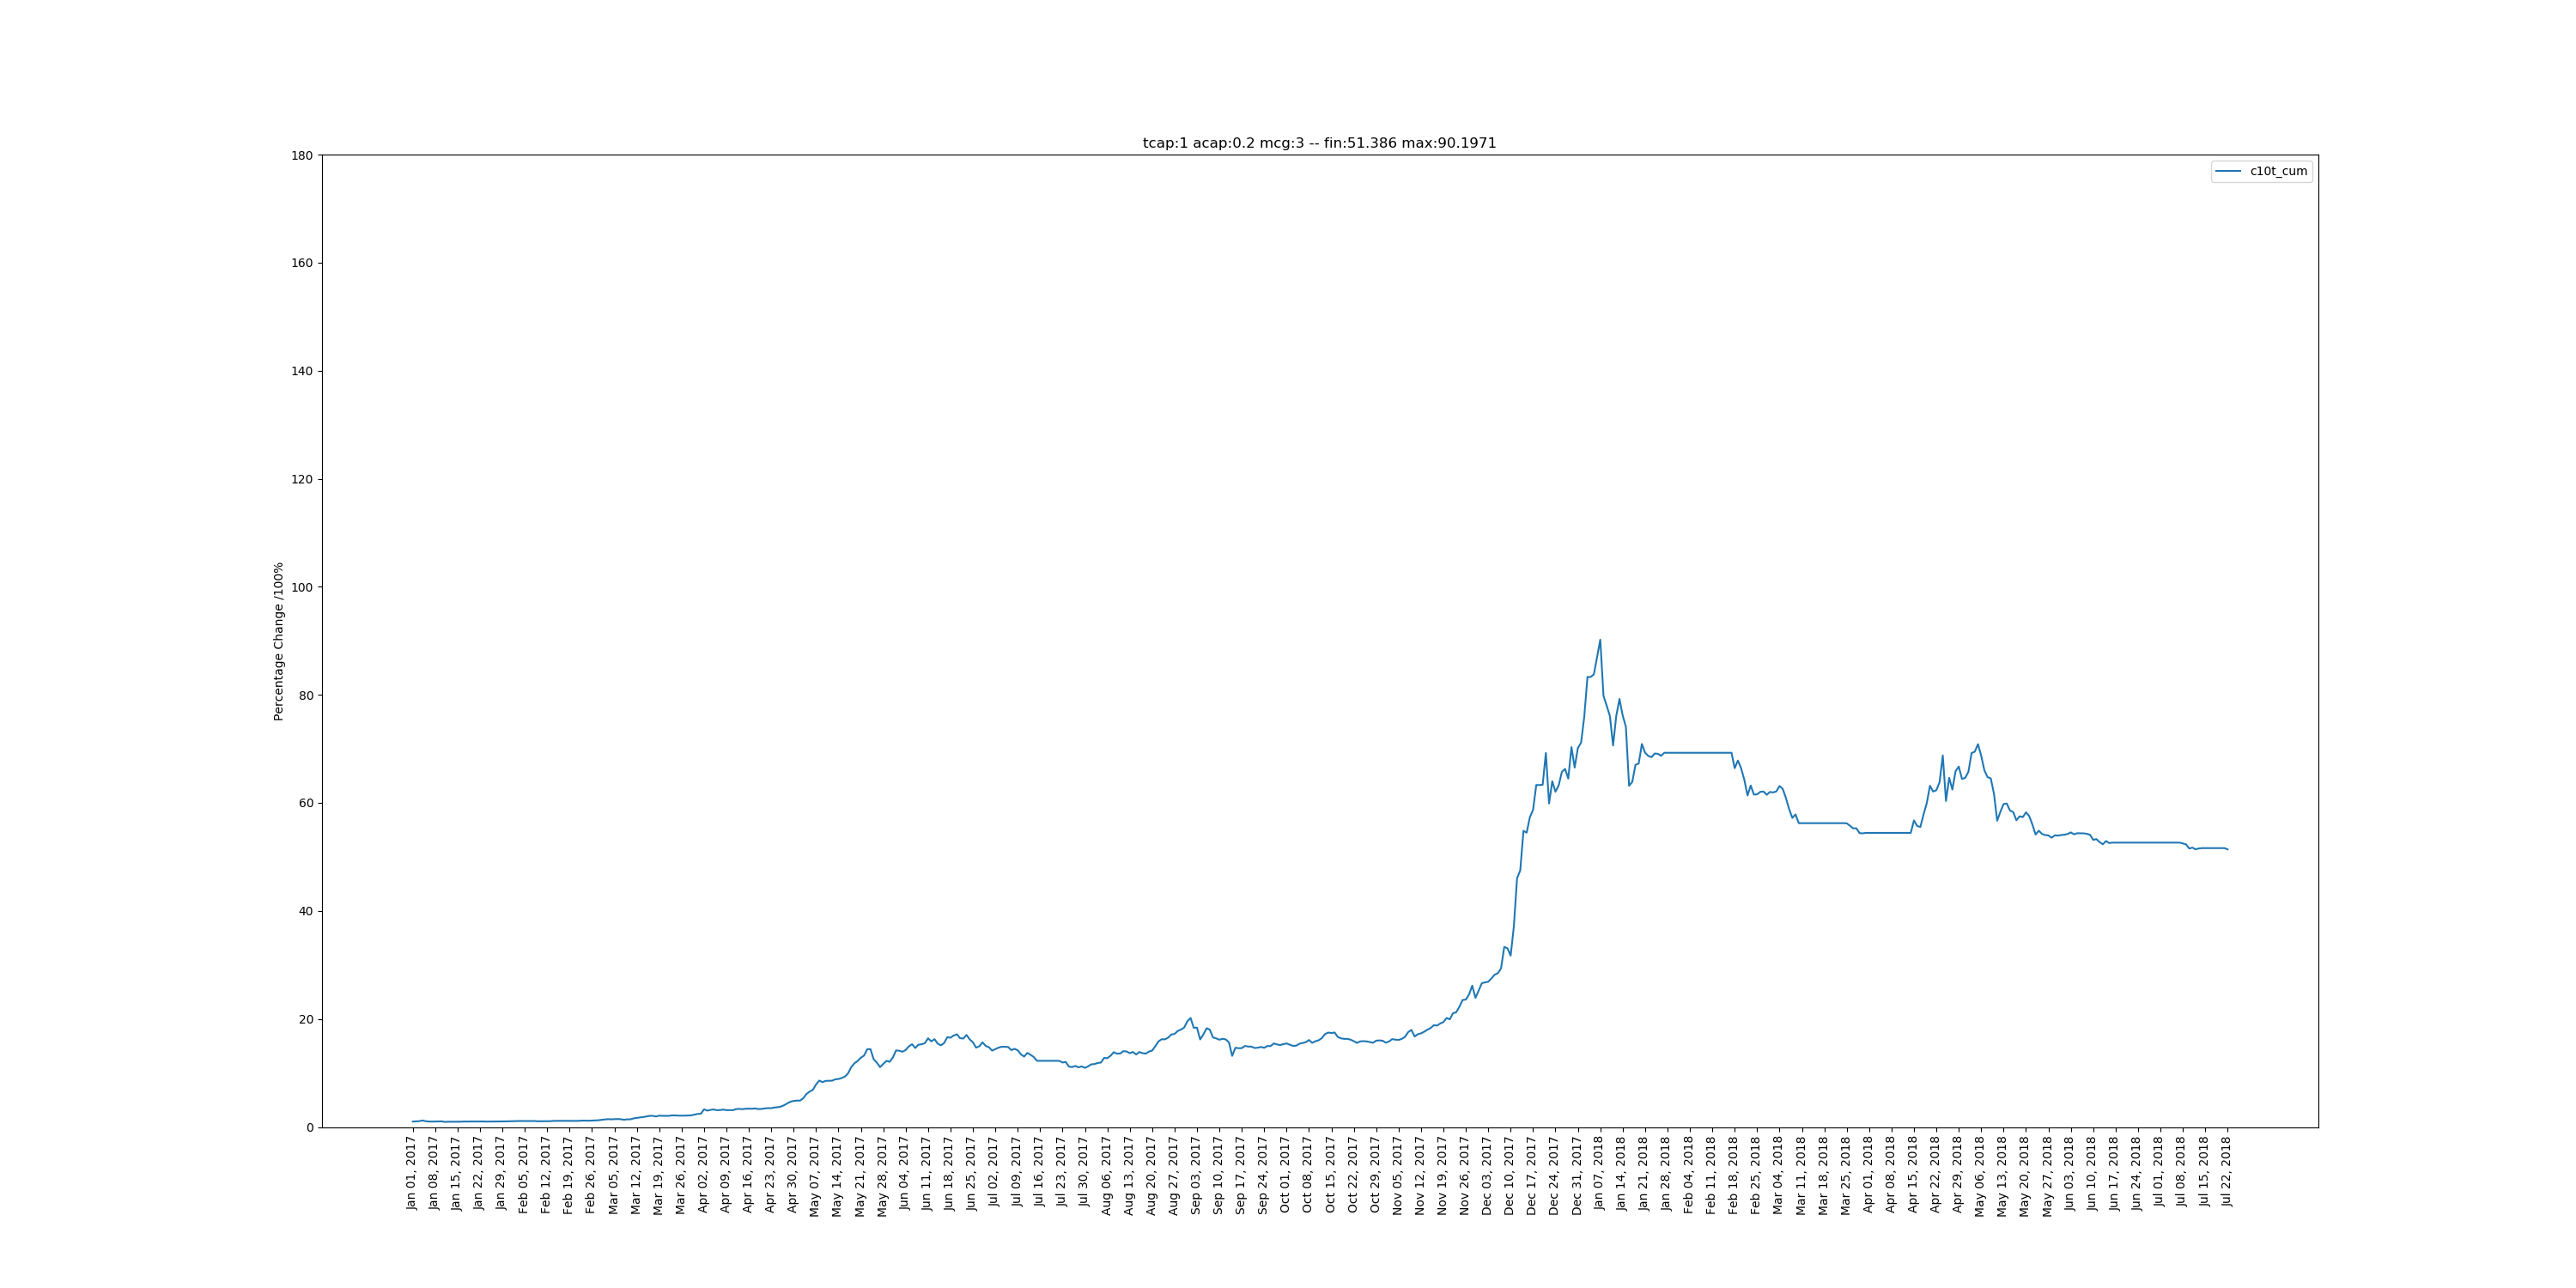 tcap:1 acap:0.2 mcg:3 -- fin:51.386 max:90.1971
c10t_cum
Percentage Change /100%
180
160
140
120
100
80
60
40
20
0
Jan 01, 2017
Jan 08, 2017
Jan 15, 2017
Jan 22, 2017
Jan 29, 2017
Feb 05, 2017
Feb 12, 2017
Feb 19, 2017
Feb 26, 2017
Mar 05, 2017
Mar 12, 2017
Mar 19, 2017
Mar 26, 2017
Apr 02, 2017
Apr 09, 2017
Apr 16, 2017
Apr 23, 2017
Apr 30, 2017
May 07, 2017
May 14, 2017
May 21, 2017
May 28, 2017
Jun 04, 2017
Jun 11, 2017
Jun 18, 2017
Jun 25, 2017
Jul 02, 2017
Jul 09, 2017
Jul 16, 2017
Jul 23, 2017
Jul 30, 2017
Aug 06, 2017
Aug 13, 2017
Aug 20, 2017
Aug 27, 2017
Sep 03, 2017
Sep 10, 2017
Sep 17, 2017
Sep 24, 2017
Oct 01, 2017
Oct 08, 2017
Oct 15, 2017
Oct 22, 2017
Oct 29, 2017
Nov 05, 2017
Nov 12, 2017
Nov 19, 2017
Nov 26, 2017
Dec 03, 2017
Dec 10, 2017
Dec 17, 2017
Dec 24, 2017
Dec 31, 2017
Jan 07, 2018
Jan 14, 2018
Jan 21, 2018
Jan 28, 2018
Feb 04, 2018
Feb 11, 2018
Feb 18, 2018
Feb 25, 2018
Mar 04, 2018
Mar 11, 2018
Mar 18, 2018
Mar 25, 2018
Apr 01, 2018
Apr 08, 2018
Apr 15, 2018
Apr 22, 2018
Apr 29, 2018
May 06, 2018
May 13, 2018
May 20, 2018
May 27, 2018
Jun 03, 2018
Jun 10, 2018
Jun 17, 2018
Jun 24, 2018
Jul 01, 2018
Jul 08, 2018
Jul 15, 2018
Jul 22, 2018